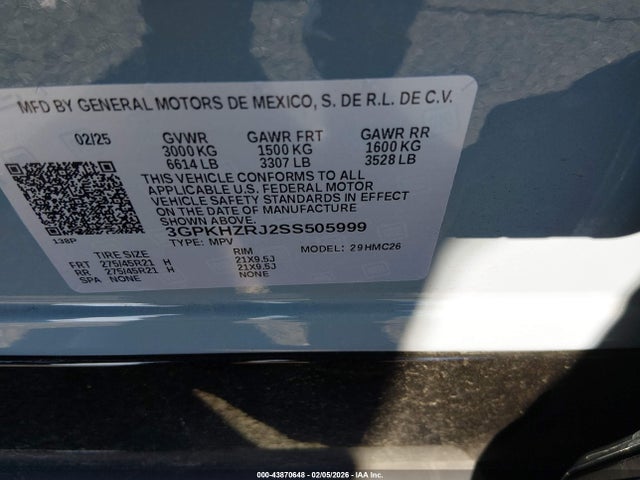 MFD BY GENERAL MOTORS DE MEXICO, S. DE R.L. DE C.V.
02/25 GVWR GAWR FRT GAWR RR
3000 KG 1500 KG 1600 KG
6614 LB 3307 LB 3528 LB
THIS VEHICLE CONFORMS TO ALL
APPLICABLE U.S. FEDERAL MOTOR
VEHICLE SAFETY STANDARDS IN EFFECT
ON THE DATE OF MANUFACTURE
SHOWN ABOVE.
3GPKHZRJ2SS505999
138P TYPE: MPV MODEL: 29HMC26
TIRE SIZE RIM
FRT 275/45R21 H 21X9.5J
RR 275/45R21 H 21X9.5J
SPA NONE NONE
000-43870648 - 02/05/2026 - IAA Inc.